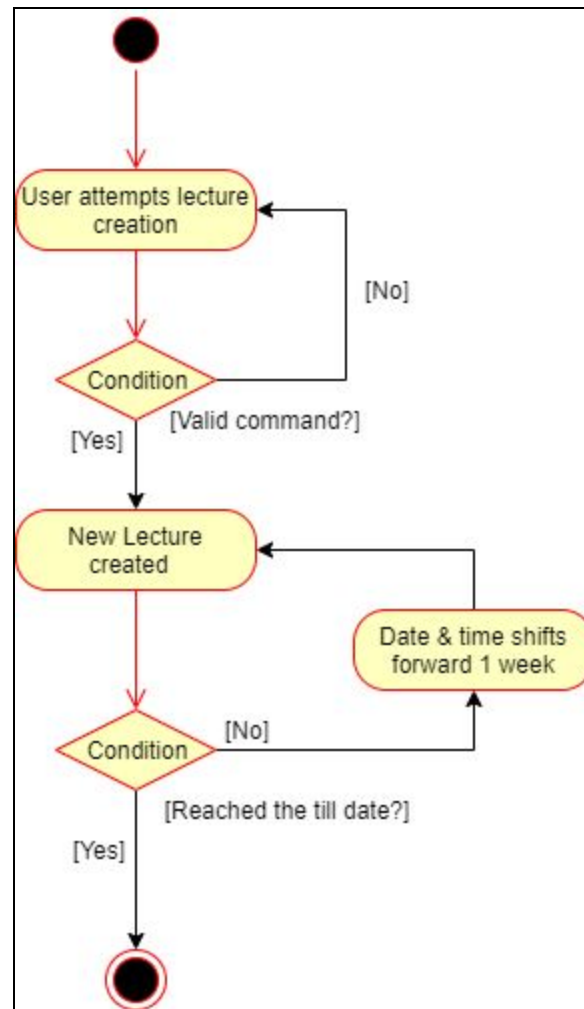 User attempts lecture
creation
[No]
Condition
[Valid command?]
[Yes]
New Lecture
created
Date & time shifts
forward 1 week
[No]
Condition
[Reached the till date?]
[Yes]